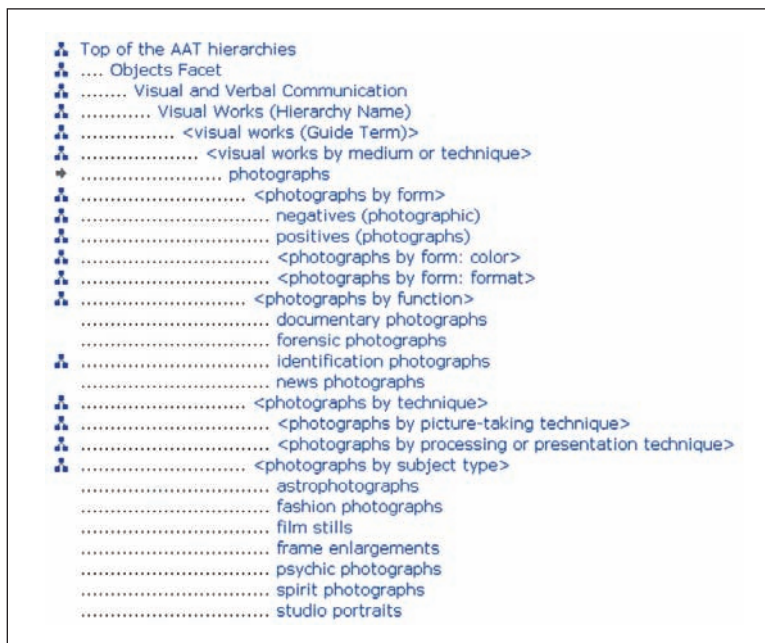 Top of the AAT hierarchies
.... Objects Facet
........ Visual and Verbal Communication
............ Visual Works (Hierarchy Name)
................ <visual works (Guide Term)>
.................... <visual works by medium or technique>
........................ photographs
............................ <photographs by form>
................................ negatives (photographic)
................................ positives (photographs)
................................ <photographs by form: color>
................................ <photographs by form: format>
............................ <photographs by function>
................................ documentary photographs
................................ forensic photographs
................................ identification photographs
................................ news photographs
............................ <photographs by technique>
................................ <photographs by picture-taking technique>
................................ <photographs by processing or presentation technique>
............................ <photographs by subject type>
................................ astrophotographs
................................ fashion photographs
................................ film stills
................................ frame enlargements
................................ psychic photographs
................................ spirit photographs
................................ studio portraits